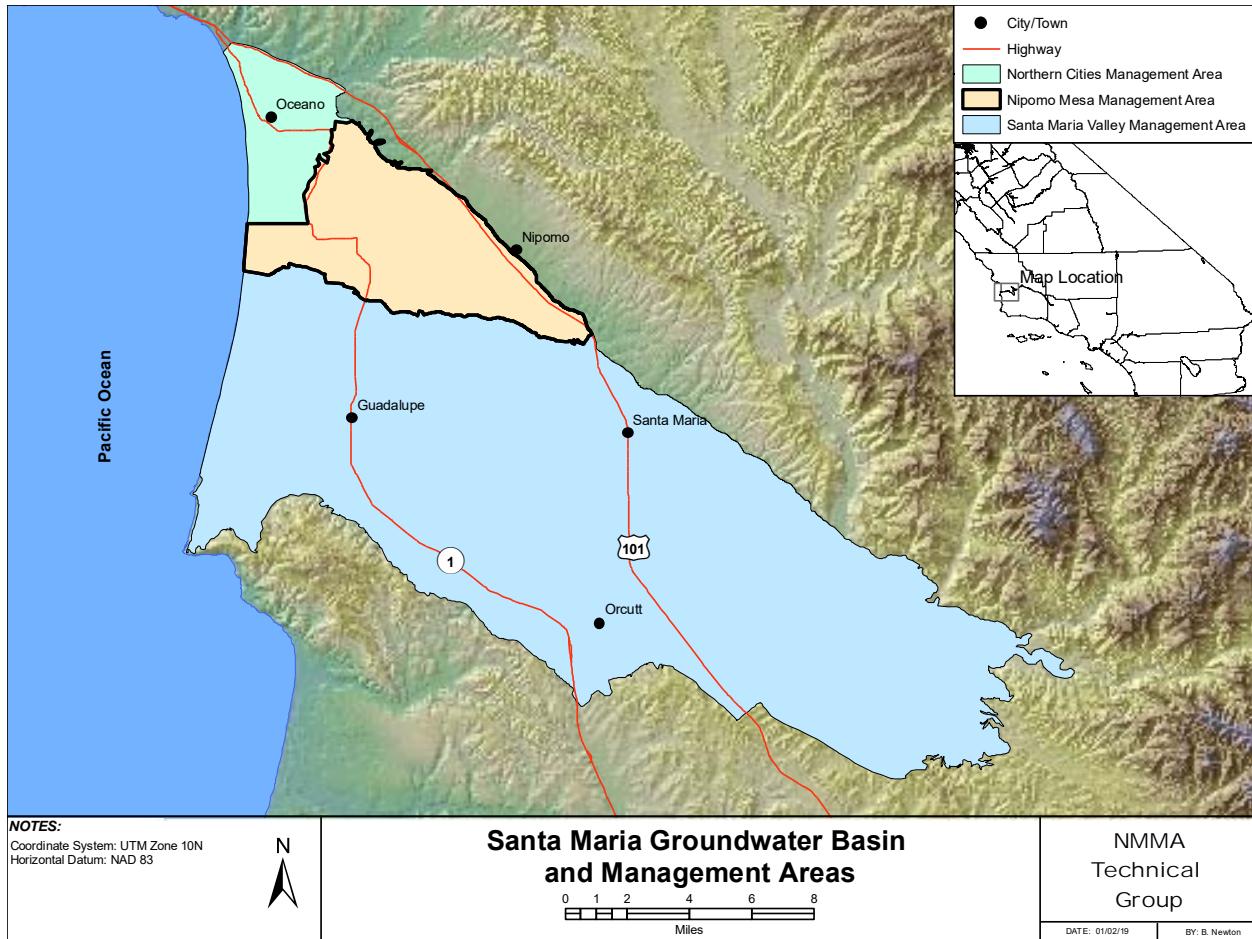 City/Town
Highway
Northern Cities Management Area
Nipomo Mesa Management Area
Santa Maria Valley Management Area
Map Location
Oceano
Nipomo
Pacific Ocean
Guadalupe
Santa Maria
101
1
Orcutt
NOTES:
Coordinate System: UTM Zone 10N
Horizontal Datum: NAD 83
N
Santa Maria Groundwater Basin
and Management Areas
0 1 2 4 6 8
Miles
NMMA
Technical
Group
DATE: 01/02/19 BY: B. Newton